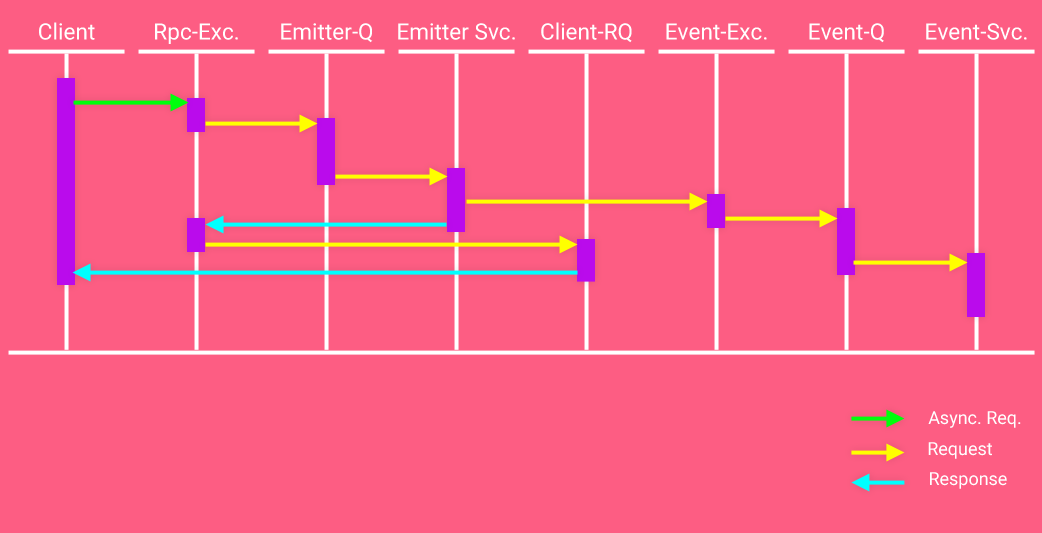 Client Rpc-Exc. Emitter-Q Emitter Svc. Client-RQ Event-Exc. Event-Q Event-Svc.
Async. Req.
Request
Response